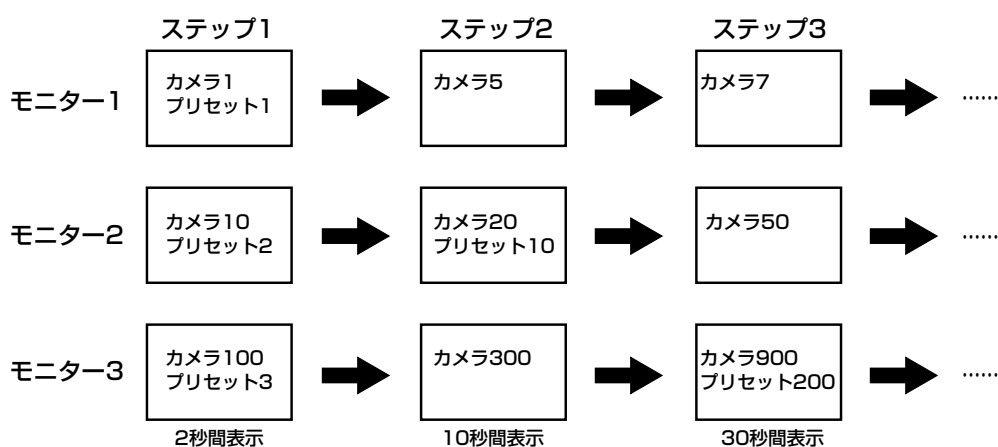 ステップ1
ステップ2
ステップ3
モニター1
カメラ1
プリセット1
カメラ5
カメラ7
……
モニター2
カメラ10
プリセット2
カメラ20
プリセット10
カメラ50
……
モニター3
カメラ100
プリセット3
カメラ300
カメラ900
プリセット200
……
2秒間表示
10秒間表示
30秒間表示